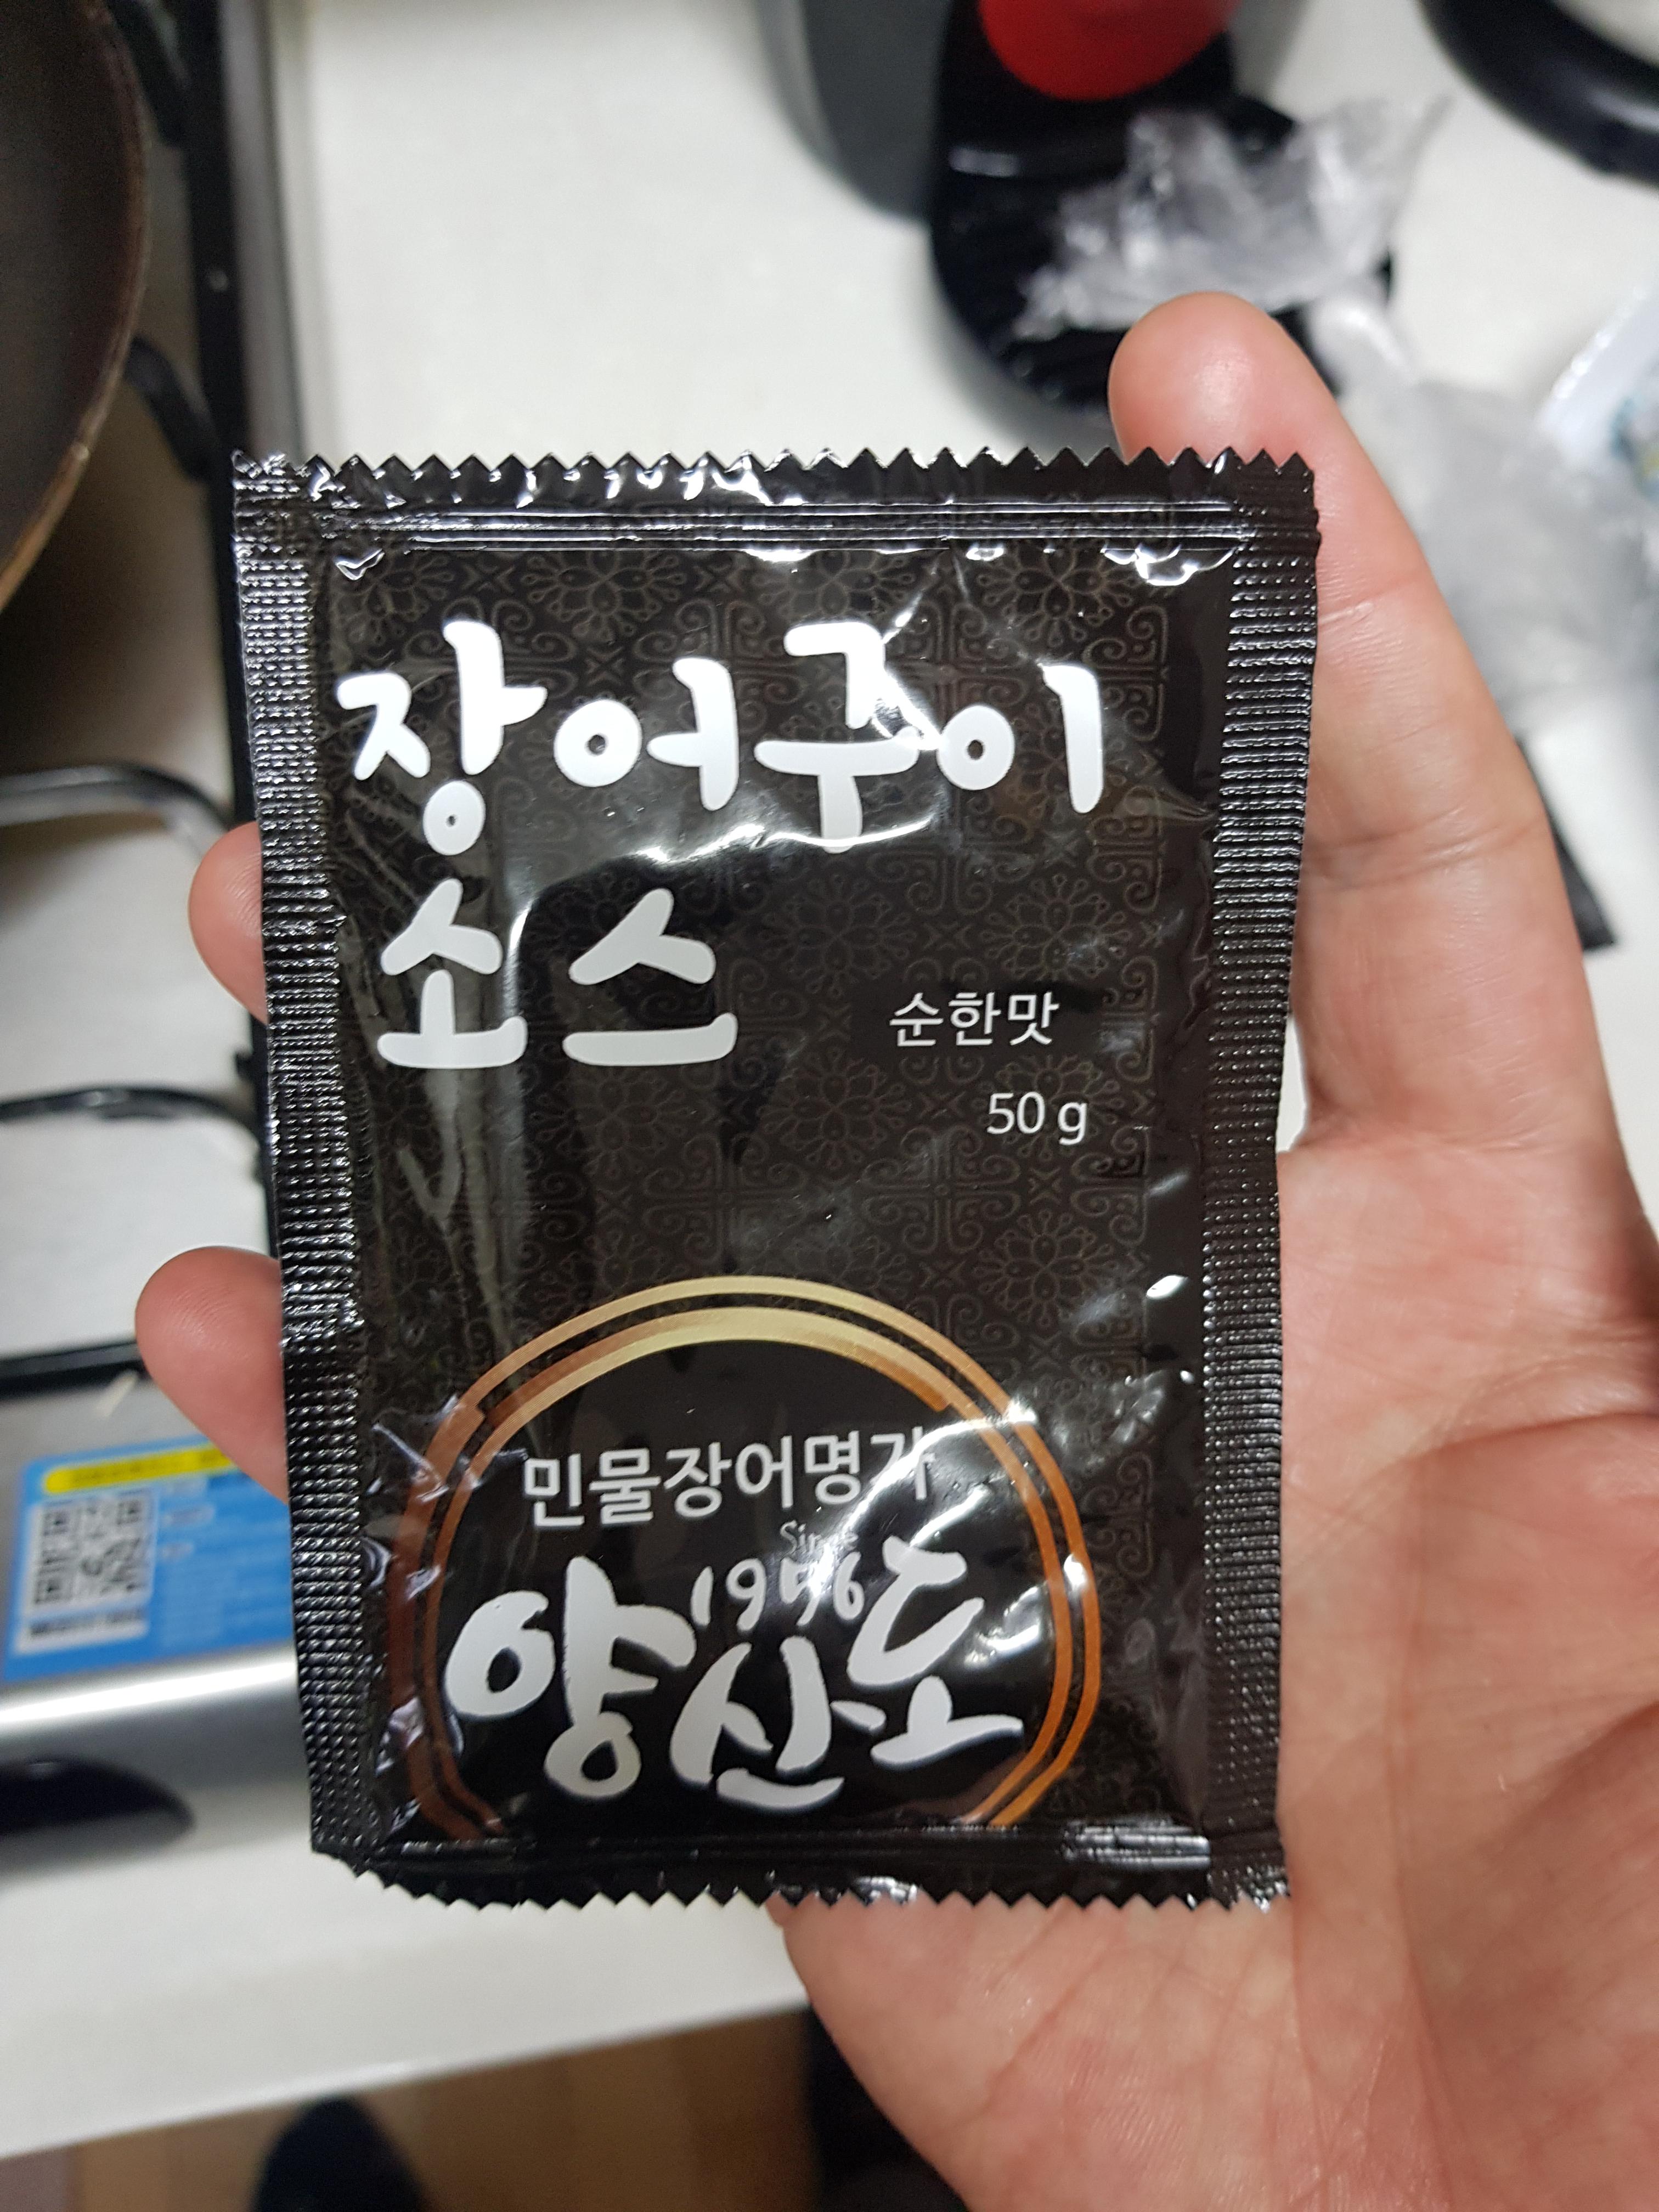 장어구이
소스
순한맛
50 g
민물장어명가
Since
1956
양산도